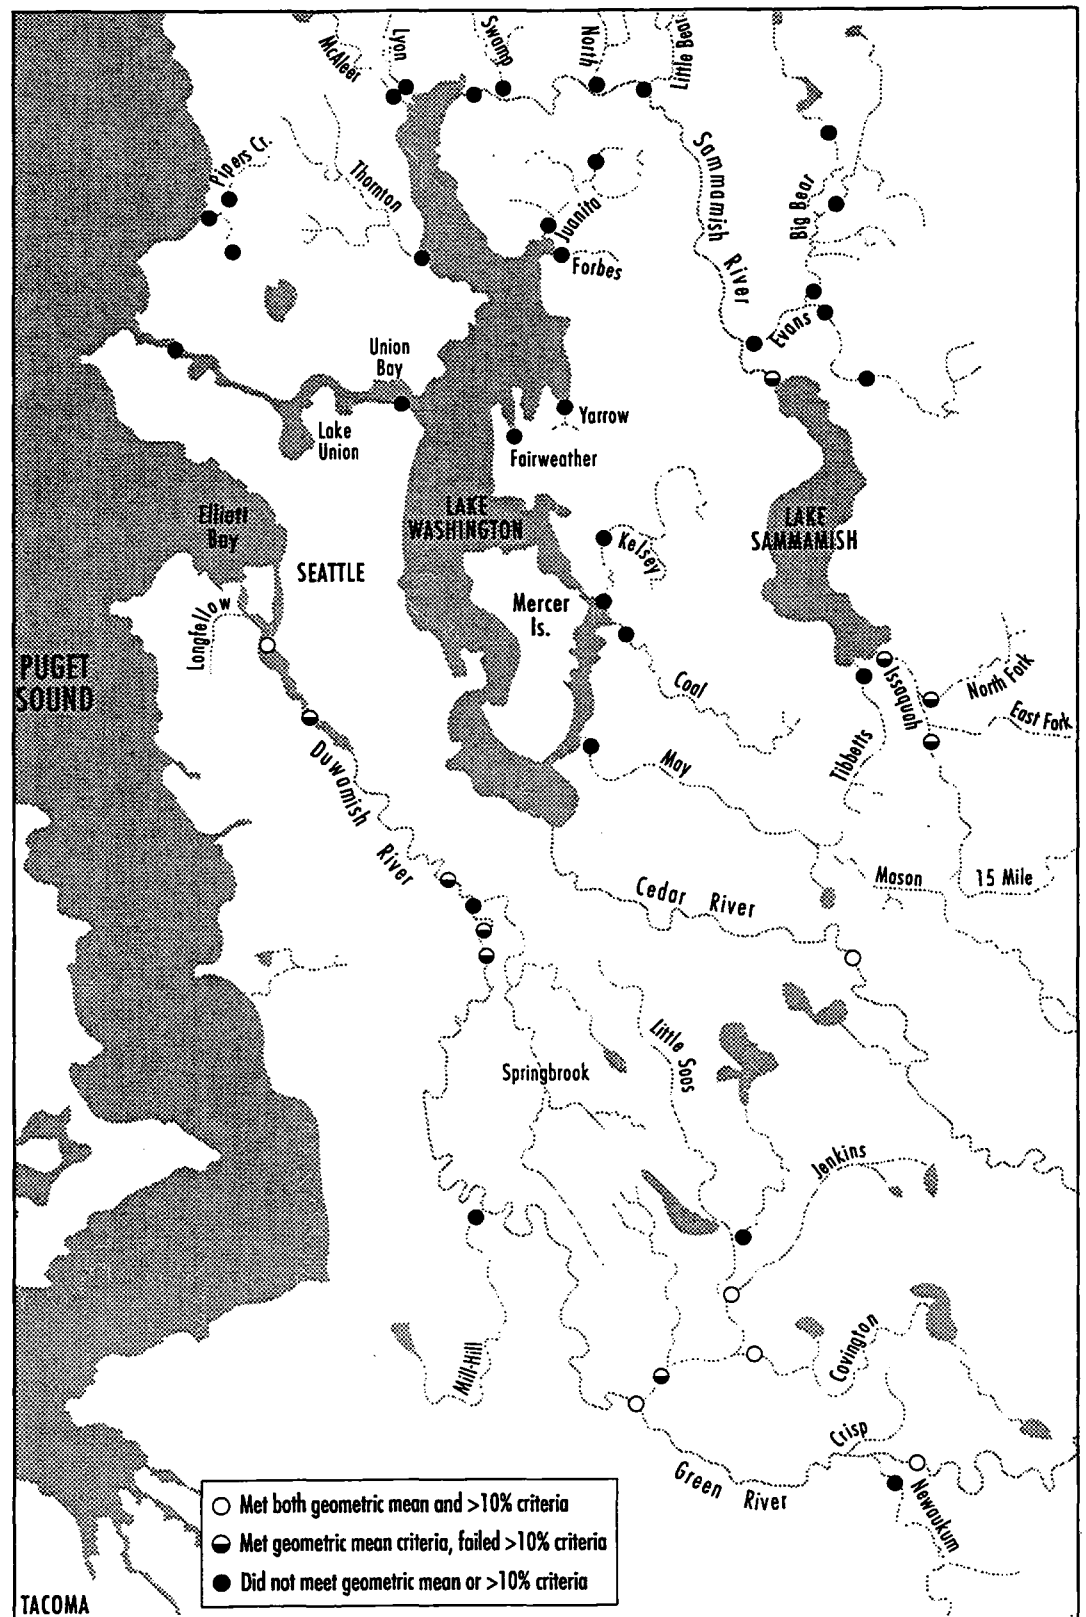 McAleer
Lyon
Swamp
North
Little Bear
Pipers Cr.
Thornton
Sammamish
River
Big Bear
Juanita
Forbes
Evans
Union
Bay
Yarrow
Lake
Union
Fairweather
Elliott
Bay
LAKE
WASHINGTON
LAKE
SAMMAMISH
Kelsey
SEATTLE
Mercer
Is.
Longfellow
PUGET
SOUND
Coal
Issaquah
North Fork
East Fork
Tibbetts
May
Duwamish
River
Mason
15 Mile
Cedar River
Little Soos
Springbrook
Jenkins
Mill-Hill
Covington
Crisp
Green River
Newaukum
Met both geometric mean and >10% criteria
Met geometric mean criteria, failed >10% criteria
Did not meet geometric mean or >10% criteria
TACOMA